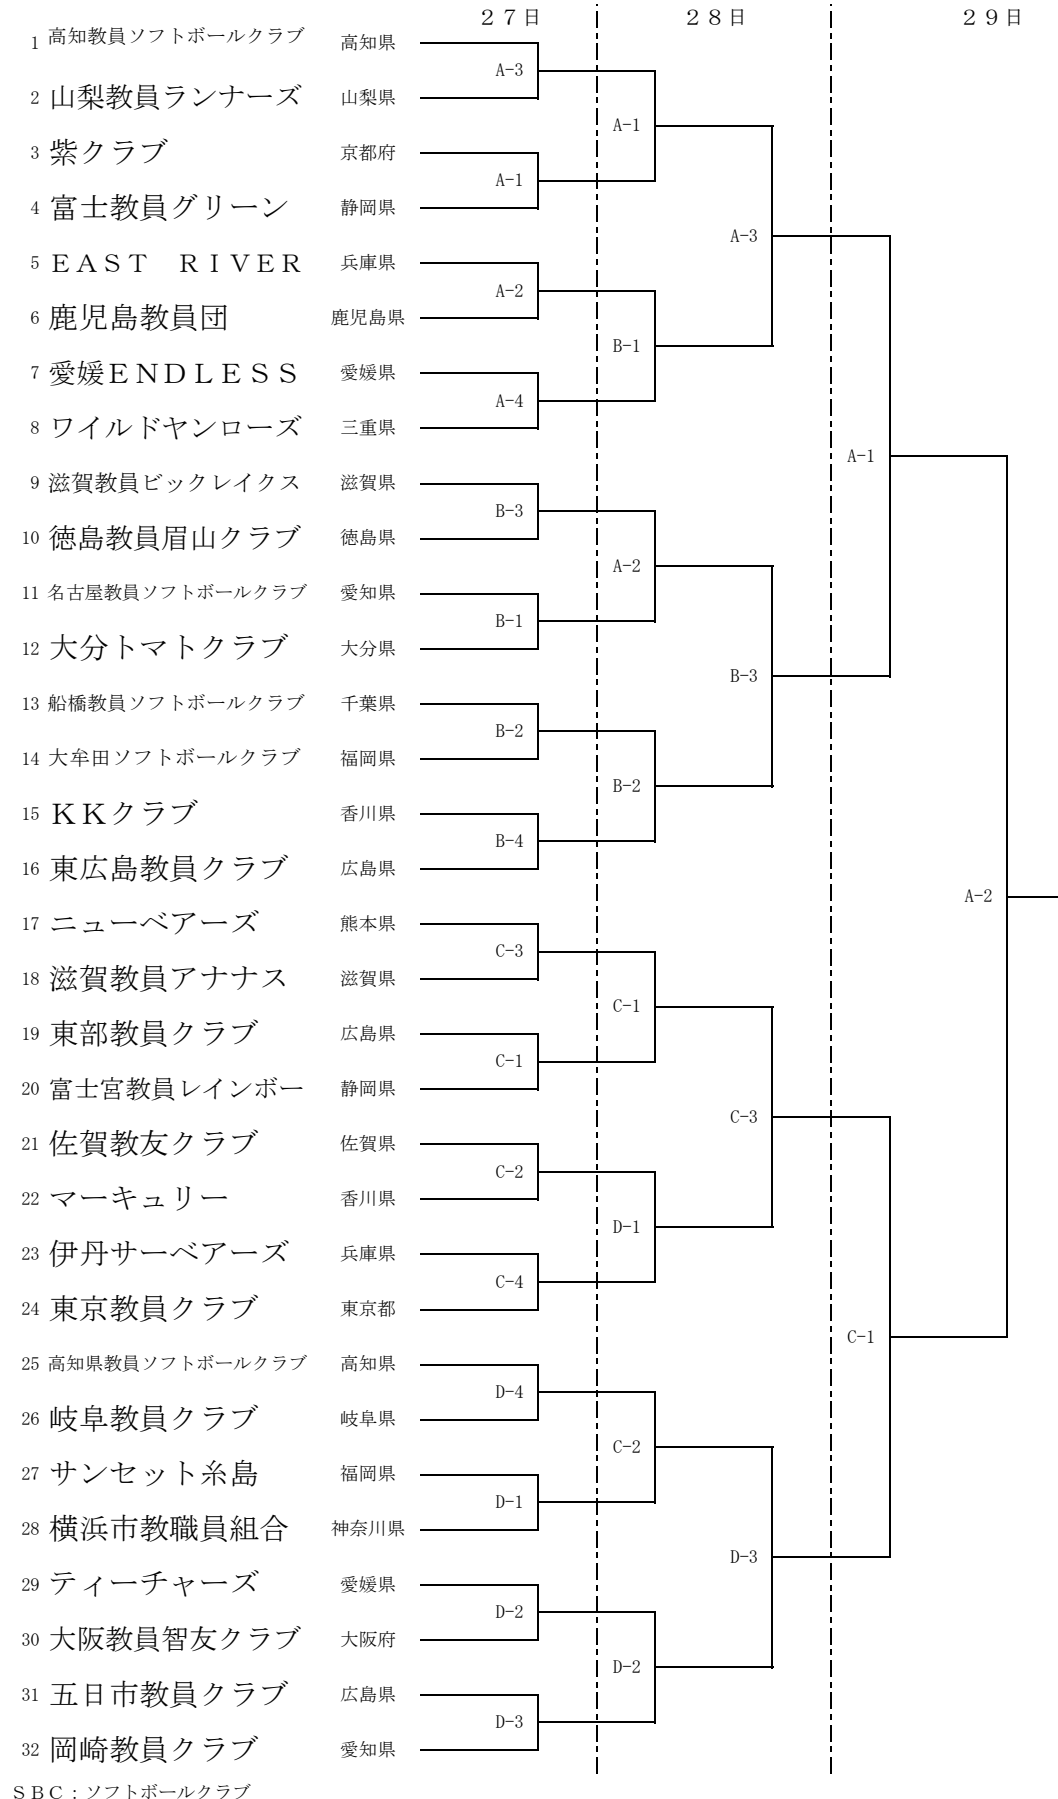 ２７日 ２８日 ２９日
1 高知教員ソフトボールクラブ 高知県
A-3
2 山梨教員ランナーズ 山梨県
A-1
3 紫クラブ 京都府
A-1
4 富士教員グリーン 静岡県
A-3
5 ＥＡＳＴ　ＲＩＶＥＲ 兵庫県
A-2
6 鹿児島教員団 鹿児島県
B-1
7 愛媛ＥＮＤＬＥＳＳ 愛媛県
A-4
8 ワイルドヤンローズ 三重県
A-1
9 滋賀教員ビックレイクス 滋賀県
B-3
10 徳島教員眉山クラブ 徳島県
A-2
11 名古屋教員ソフトボールクラブ 愛知県
B-1
12 大分トマトクラブ 大分県
B-3
13 船橋教員ソフトボールクラブ 千葉県
B-2
14 大牟田ソフトボールクラブ 福岡県
B-2
15 ＫＫクラブ 香川県
B-4
16 東広島教員クラブ 広島県
A-2
17 ニューベアーズ 熊本県
C-3
18 滋賀教員アナナス 滋賀県
C-1
19 東部教員クラブ 広島県
C-1
20 富士宮教員レインボー 静岡県
C-3
21 佐賀教友クラブ 佐賀県
C-2
22 マーキュリー 香川県
D-1
23 伊丹サーベアーズ 兵庫県
C-4
24 東京教員クラブ 東京都
C-1
25 高知県教員ソフトボールクラブ 高知県
D-4
26 岐阜教員クラブ 岐阜県
C-2
27 サンセット糸島 福岡県
D-1
28 横浜市教職員組合 神奈川県
D-3
29 ティーチャーズ 愛媛県
D-2
30 大阪教員智友クラブ 大阪府
D-2
31 五日市教員クラブ 広島県
D-3
32 岡崎教員クラブ 愛知県
ＳＢＣ：ソフトボールクラブ